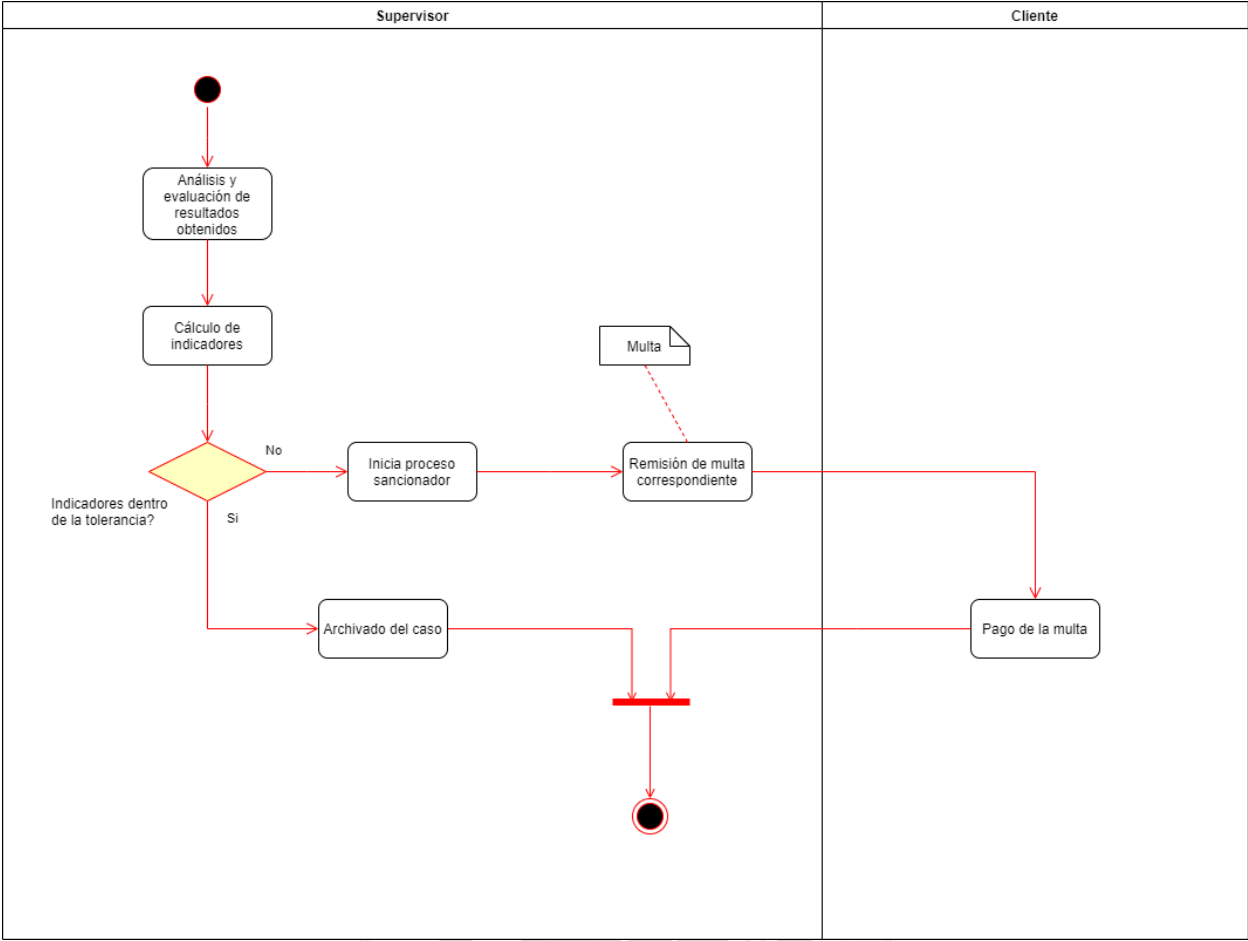 Supervisor
Cliente
Análisis y
evaluación de
resultados
obtenidos
Cálculo de
indicadores
Multa
No
Inicia proceso
sancionador
Remisión de multa
correspondiente
Indicadores dentro
de la tolerancia?
Si
Archivado del caso
Pago de la multa